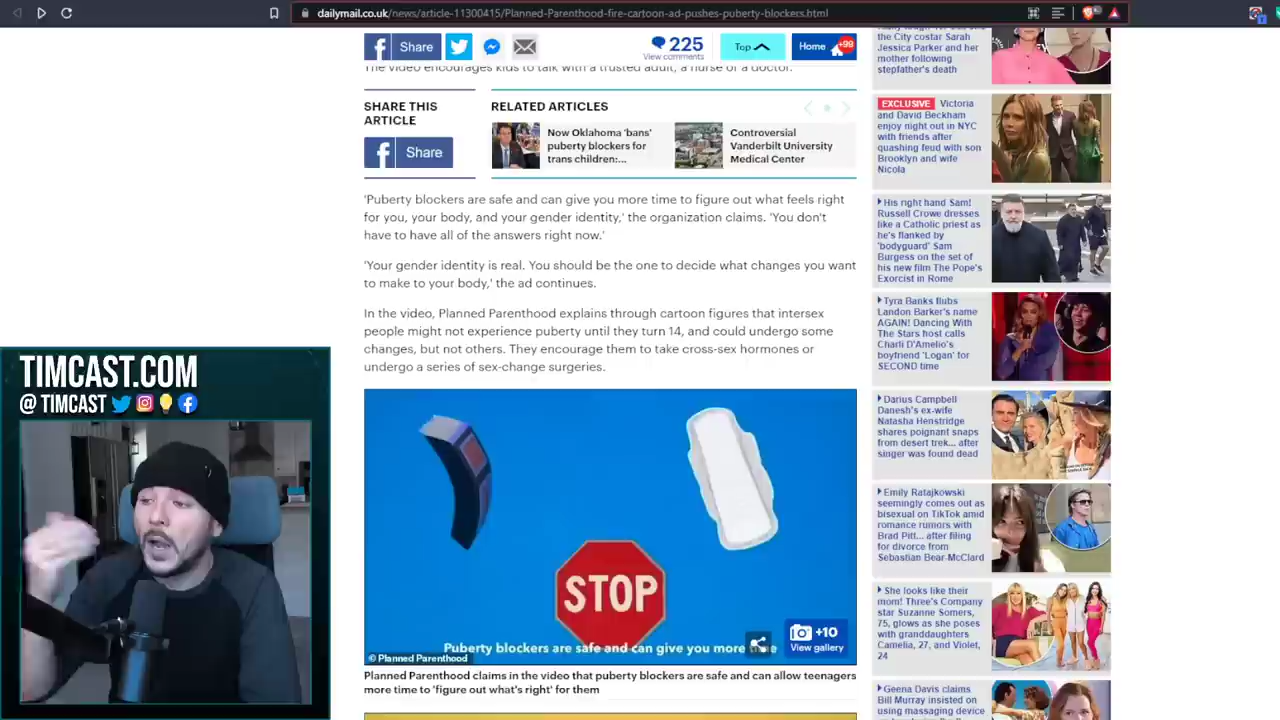 dailymail.co.uk/news/article-11300415/Planned-Parenthood-fire-cartoon-ad-pushes-puberty-blockers.html
Share
225
View comments
Top
Home
+99
The video encourages kids to talk with a trusted adult, a nurse or a doctor.
SHARE THIS
ARTICLE
Share
RELATED ARTICLES
Now Oklahoma 'bans'
puberty blockers for
trans children:...
Controversial
Vanderbilt University
Medical Center
'Puberty blockers are safe and can give you more time to figure out what feels right
for you, your body, and your gender identity,' the organization claims. 'You don't
have to have all of the answers right now.'
'Your gender identity is real. You should be the one to decide what changes you want
to make to your body,' the ad continues.
In the video, Planned Parenthood explains through cartoon figures that intersex
people might not experience puberty until they turn 14, and could undergo some
changes, but not others. They encourage them to take cross-sex hormones or
undergo a series of sex-change surgeries.
STOP
Puberty blockers are safe and can give you more
+10
View gallery
© Planned Parenthood
Planned Parenthood claims in the video that puberty blockers are safe and can allow teenagers
more time to 'figure out what's right' for them
the City costar Sarah
Jessica Parker and her
mother following
stepfather's death
EXCLUSIVE Victoria
and David Beckham
enjoy night out in NYC
with friends after
quashing feud with son
Brooklyn and wife
Nicola
His right hand Sam!
Russell Crowe dresses
like a Catholic priest as
he's flanked by
'bodyguard' Sam
Burgess on the set of
his new film The Pope's
Exorcist in Rome
Tyra Banks flubs
Landon Barker's name
AGAIN! Dancing With
The Stars host calls
Charli D'Amelio's
boyfriend 'Logan' for
SECOND time
Darius Campbell
Danesh's ex-wife
Natasha Henstridge
shares poignant snaps
from desert trek... after
singer was found dead
Emily Ratajkowski
seemingly comes out as
bisexual on TikTok amid
romance rumors with
Brad Pitt... after filing
for divorce from
Sebastian Bear-McClard
She looks like their
mom! Three's Company
star Suzanne Somers,
75, glows as she poses
with granddaughters
Camelia, 27, and Violet,
24
Geena Davis claims
Bill Murray insisted on
using massaging device
TIMCAST.COM
@ TIMCAST